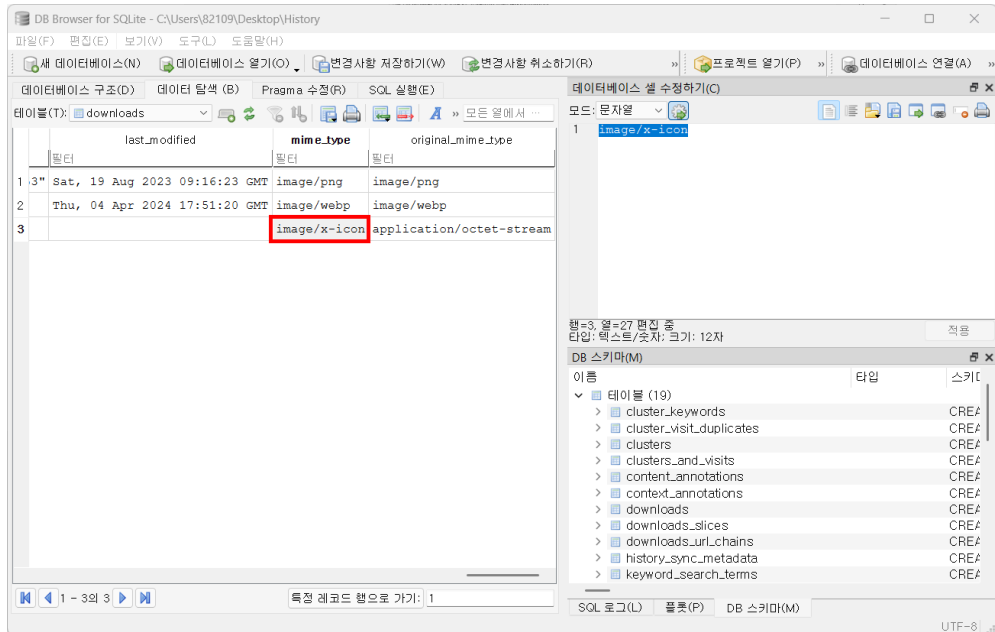 DB Browser for SQLite - C:\Users\82109\Desktop\History
파일(F) 편집(E) 보기(V) 도구(L) 도움말(H)
새 데이터베이스(N) 데이터베이스 열기(O) 변경사항 저장하기(W) 변경사항 취소하기(R) » 프로젝트 열기(P) » 데이터베이스 연결(A) »
데이터베이스 구조(D) 데이터 탐색 (B) Pragma 수정(R) SQL 실행(E)
테이블(T): downloads A » 모든 열에서 ...
last_modified mime_type original_mime_type
필터 필터 필터
1 3" Sat, 19 Aug 2023 09:16:23 GMT image/png image/png
2 Thu, 04 Apr 2024 17:51:20 GMT image/webp image/webp
3 image/x-icon application/octet-stream
1 - 3의 3 특정 레코드 행으로 가기: 1
데이터베이스 셀 수정하기(C)
모드: 문자열
1 image/x-icon
행=3, 열=27 편집 중
타입: 텍스트/숫자; 크기: 12자
적용
DB 스키마(M)
이름 타입 스키
테이블 (19)
cluster_keywords CREA
cluster_visit_duplicates CREA
clusters CREA
clusters_and_visits CREA
content_annotations CREA
context_annotations CREA
downloads CREA
downloads_slices CREA
downloads_url_chains CREA
history_sync_metadata CREA
keyword_search_terms CREA
SQL 로그(L) 플롯(P) DB 스키마(M)
UTF-8